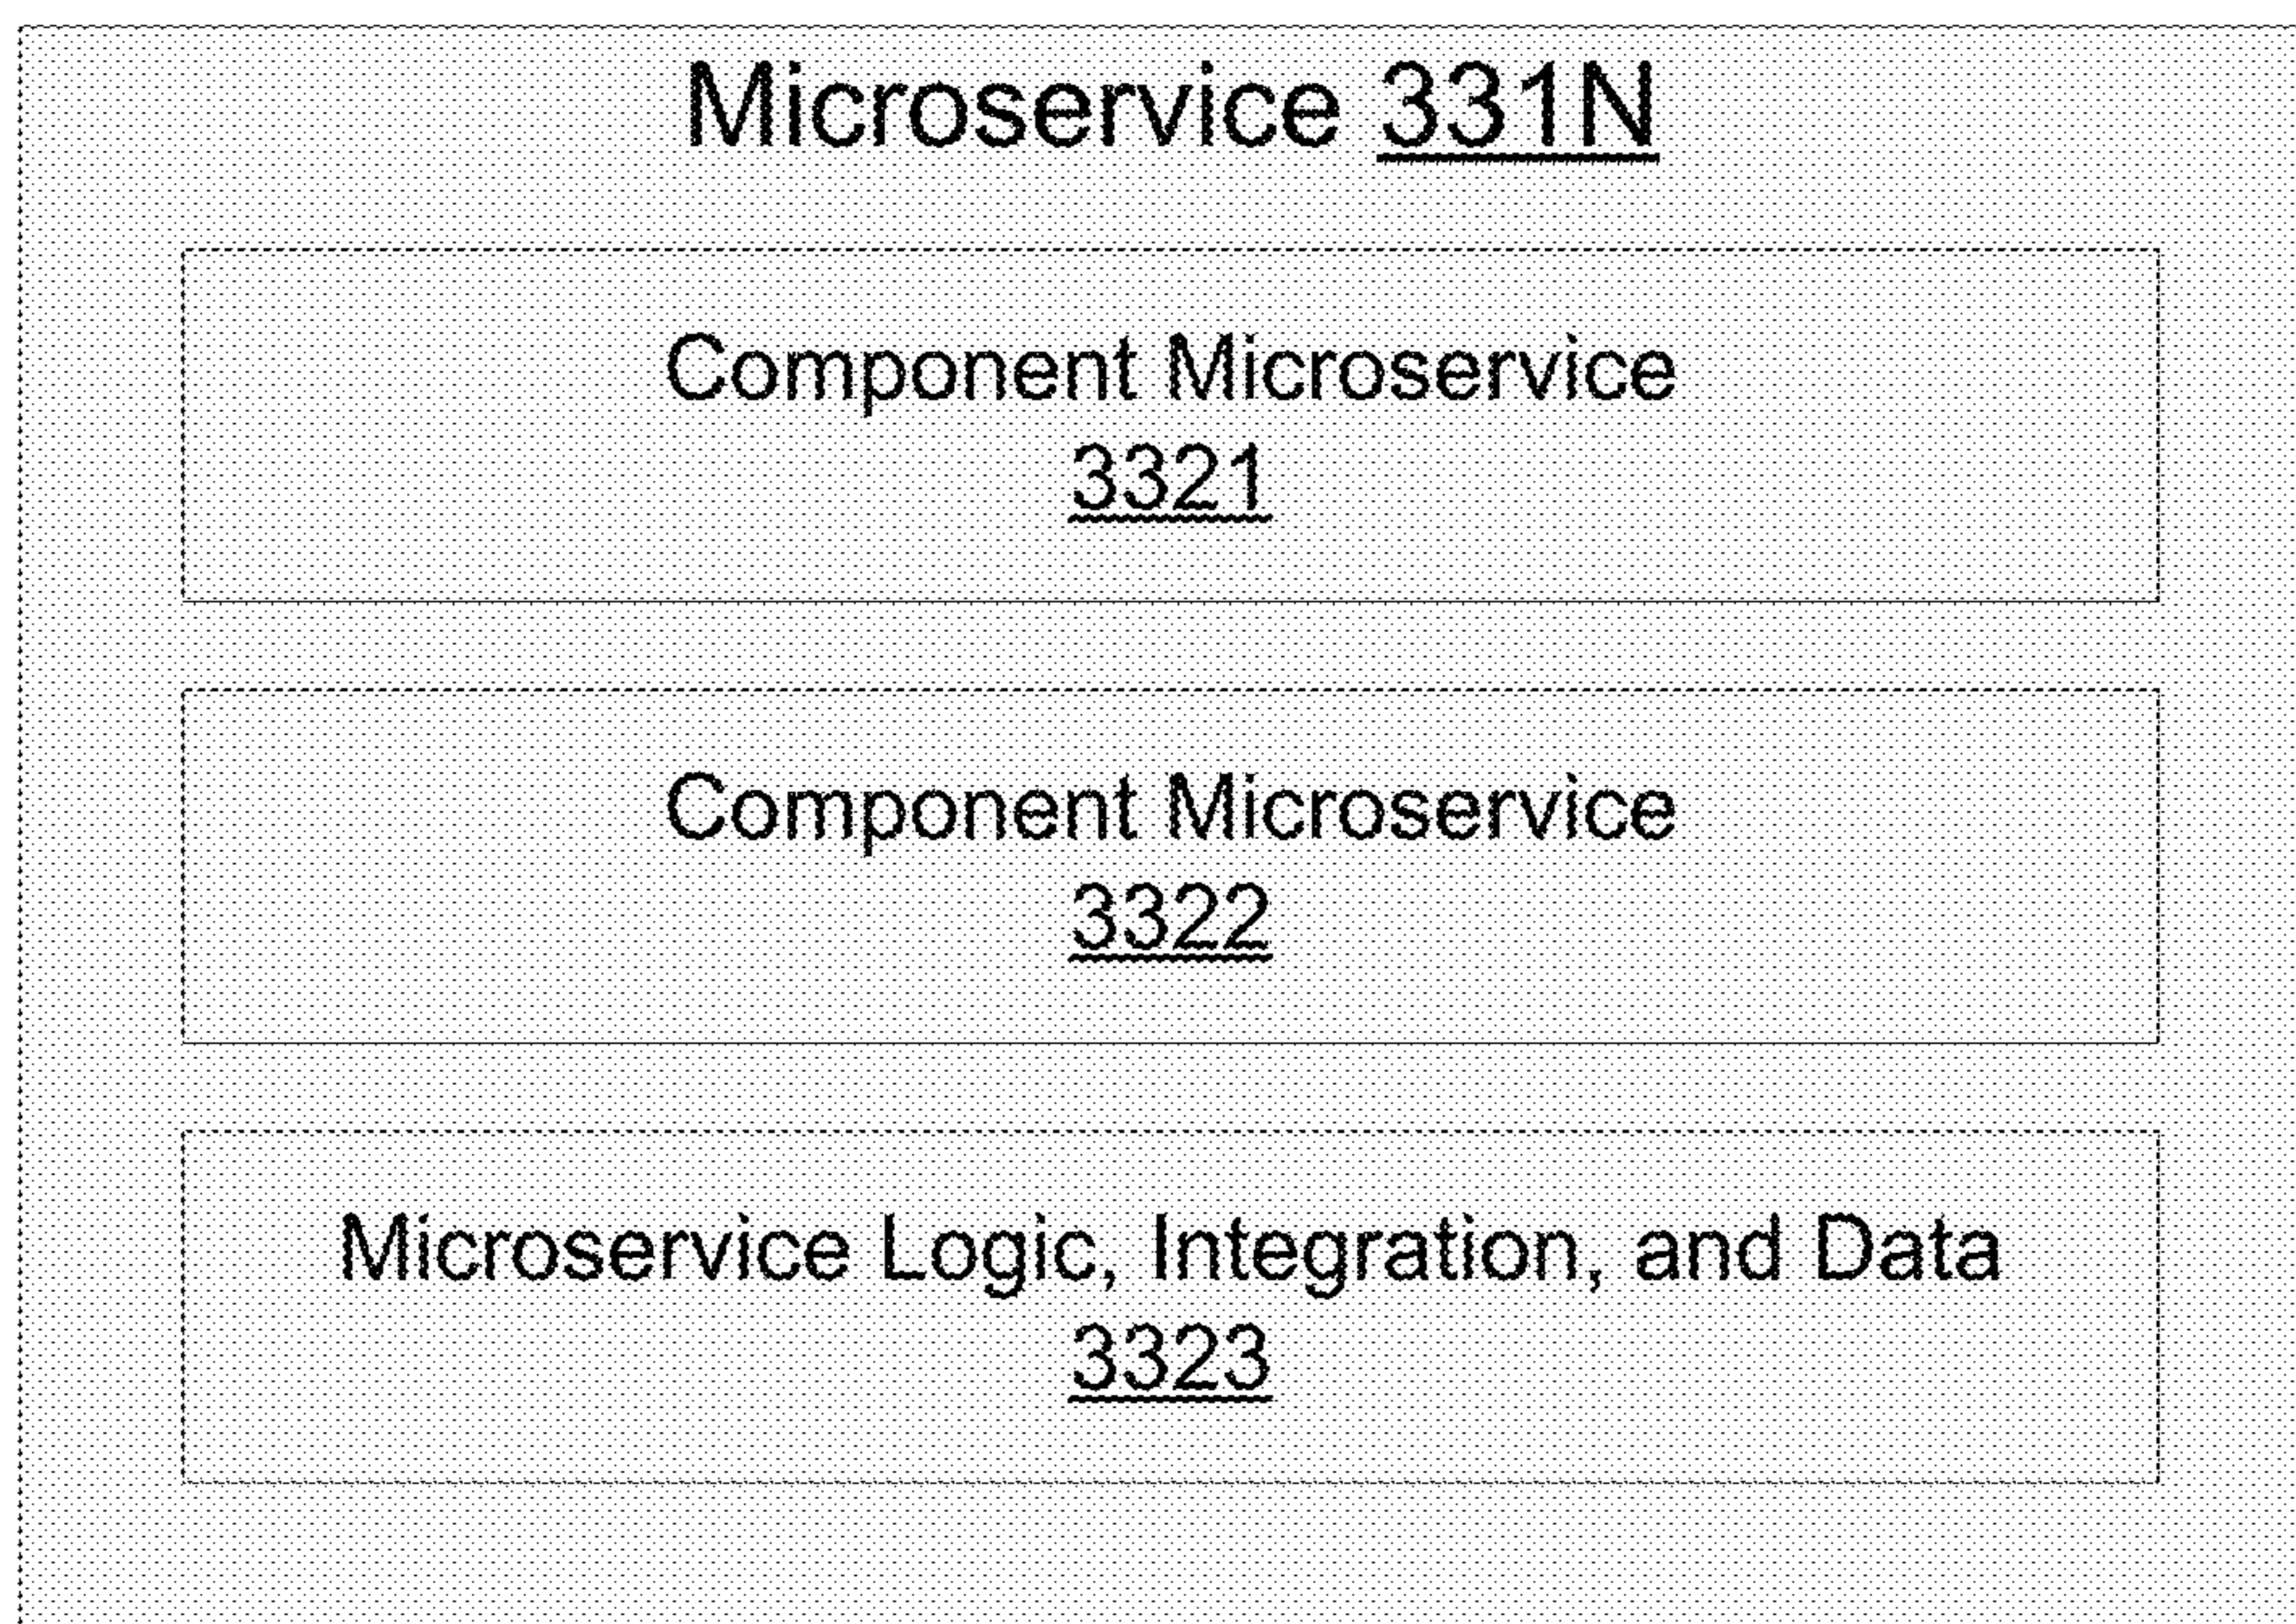 Microservice 331N
Component Microservice
3321
Component Microservice
3322
Microservice Logic, Integration, and Data
3323